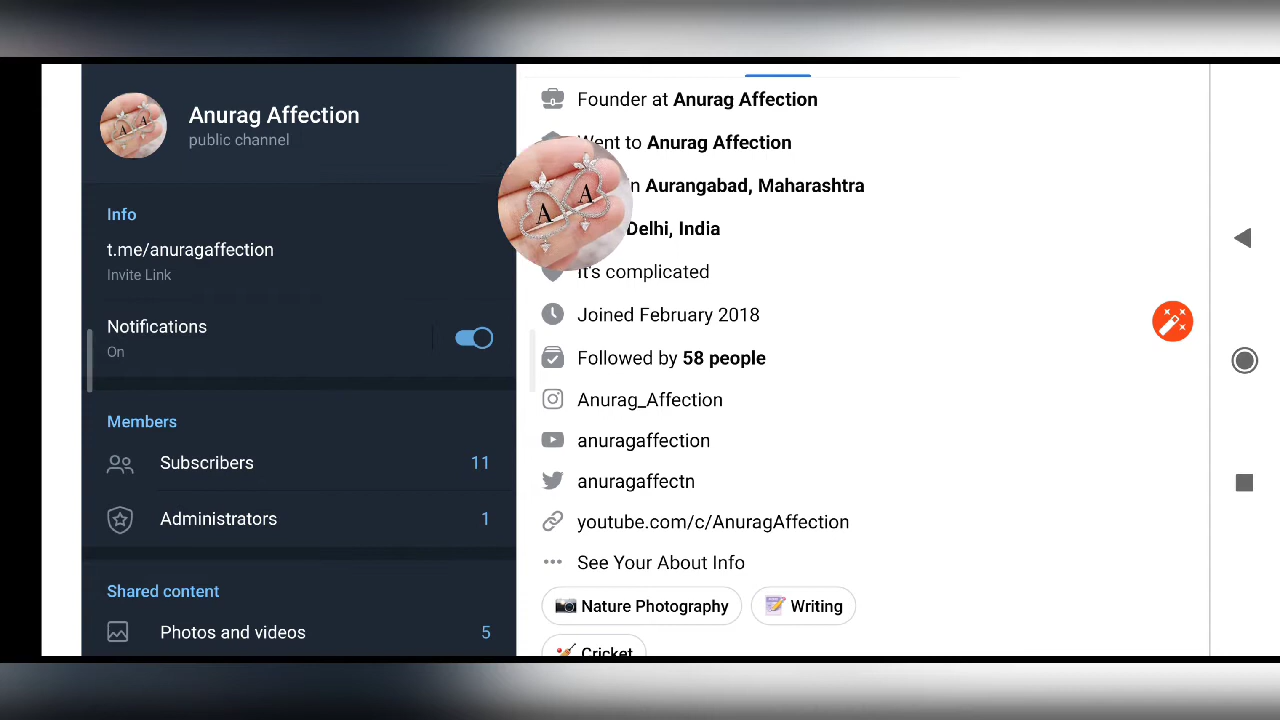 Anurag Affection
public channel
Info
t.me/anuragaffection
Invite Link
Notifications
On
Members
Subscribers 11
Administrators 1
Shared content
Photos and videos 5
A A
Founder at Anurag Affection
Went to Anurag Affection
in Aurangabad, Maharashtra
Delhi, India
It's complicated
Joined February 2018
Followed by 58 people
Anurag_Affection
anuragaffection
anuragaffectn
youtube.com/c/AnuragAffection
See Your About Info
Nature Photography Writing
Cricket